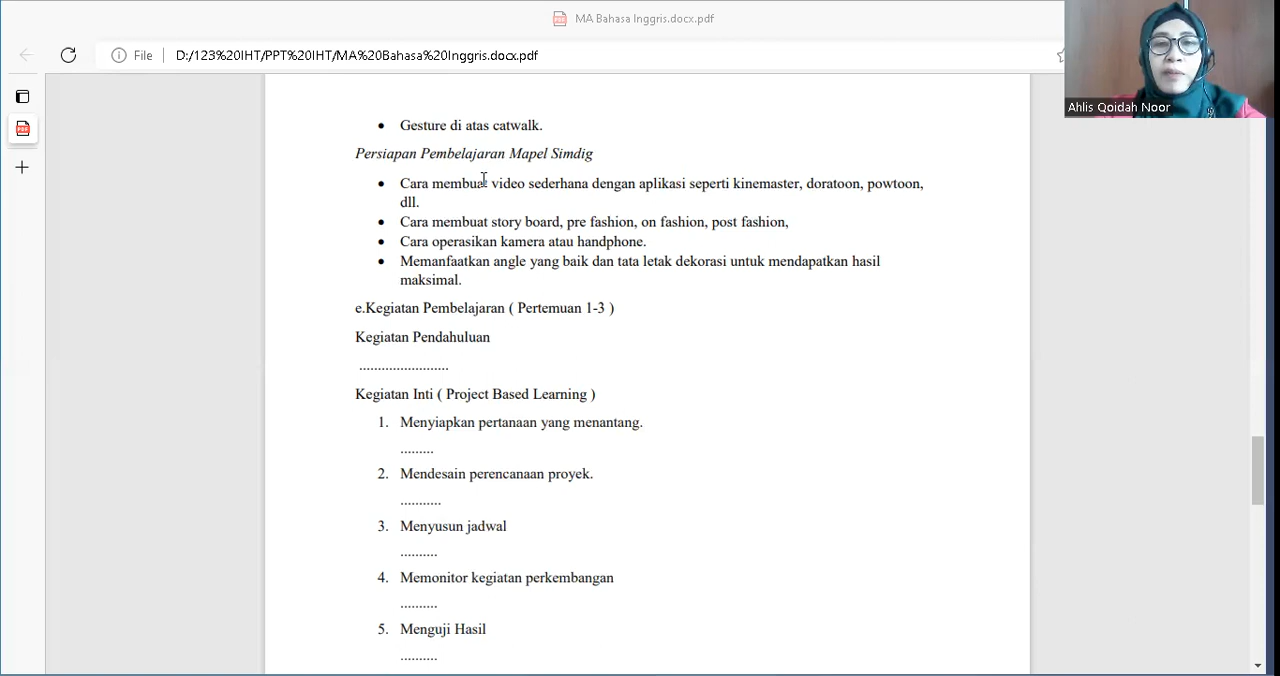 MA Bahasa Inggris.docx.pdf
File
D:/123%20IHT/PPT%20IHT/MA%20Bahasa%20Inggris.docx.pdf
Ahlis Qoidah Noor
• Gesture di atas catwalk.
Persiapan Pembelajaran Mapel Simdig
• Cara membuat video sederhana dengan aplikasi seperti kinemaster, doratoon, powtoon,
dll.
• Cara membuat story board, pre fashion, on fashion, post fashion,
• Cara operasikan kamera atau handphone.
• Memanfaatkan angle yang baik dan tata letak dekorasi untuk mendapatkan hasil
maksimal.
e.Kegiatan Pembelajaran ( Pertemuan 1-3 )
Kegiatan Pendahuluan
........................
Kegiatan Inti ( Project Based Learning )
1. Menyiapkan pertanaan yang menantang.
.........
2. Mendesain perencanaan proyek.
...........
3. Menyusun jadwal
..........
4. Memonitor kegiatan perkembangan
..........
5. Menguji Hasil
..........